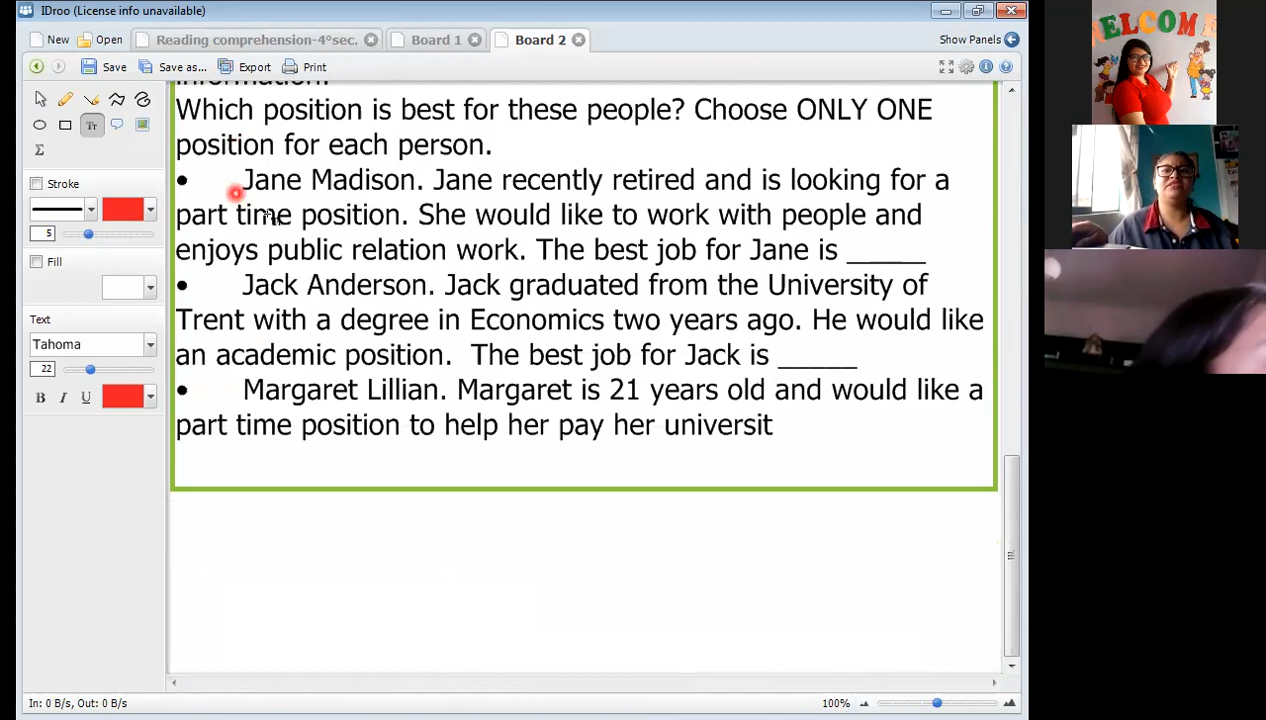 IDroo (License info unavailable)
New Open Reading comprehension-4°sec. Board 1 Board 2 Show Panels
Save Save as... Export Print
information.
Which position is best for these people? Choose ONLY ONE
position for each person.
• Jane Madison. Jane recently retired and is looking for a
part time position. She would like to work with people and
enjoys public relation work. The best job for Jane is _____
• Jack Anderson. Jack graduated from the University of
Trent with a degree in Economics two years ago. He would like
an academic position. The best job for Jack is _____
• Margaret Lillian. Margaret is 21 years old and would like a
part time position to help her pay her universit
Tr
Σ
Stroke
5
Fill
Text
Tahoma
22
B I U
In: 0 B/s, Out: 0 B/s
100%
WELCOME